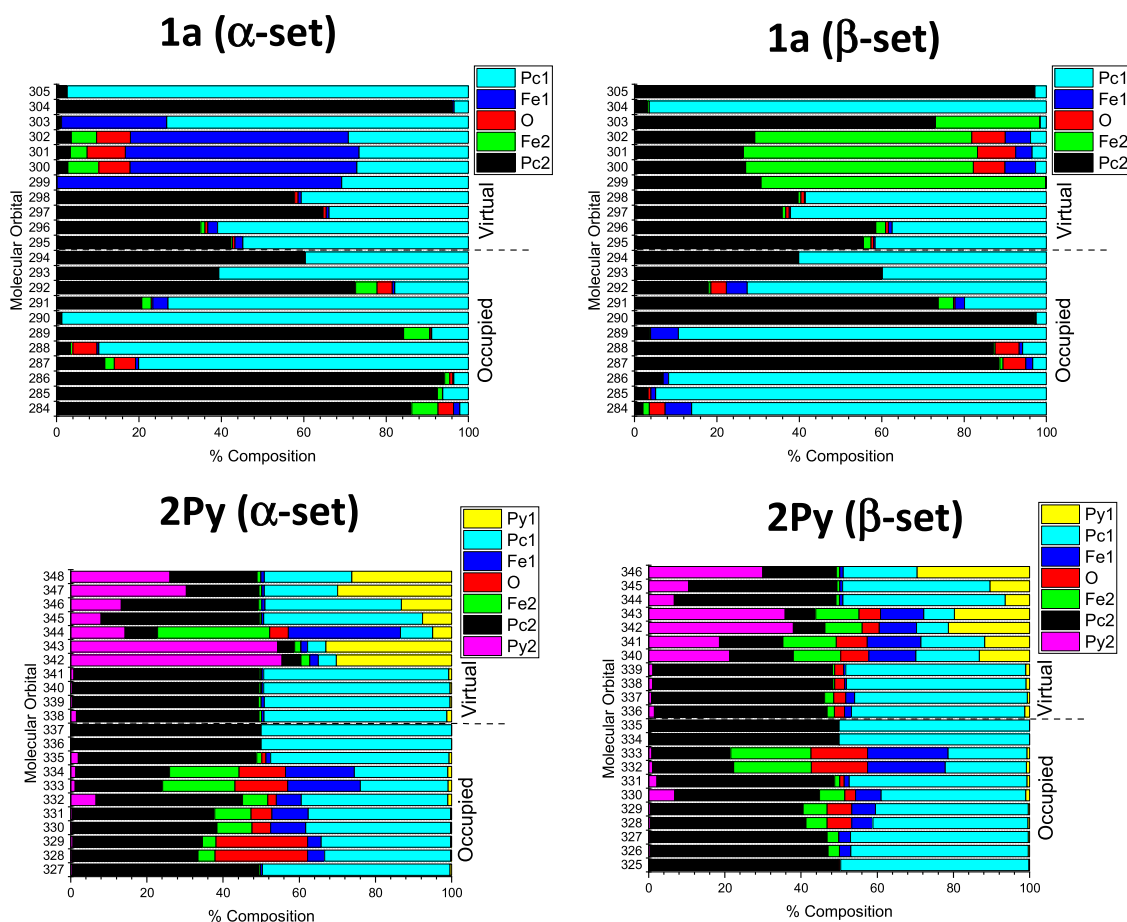 1a (α-set)
Pc1
Fe1
O
Fe2
Pc2
305
304
303
302
301
300
299
298
297
296
295
294
293
292
291
290
289
288
287
286
285
284
Molecular Orbital
Virtual
Occupied
0 20 40 60 80 100
% Composition
1a (β-set)
Pc1
Fe1
O
Fe2
Pc2
305
304
303
302
301
300
299
298
297
296
295
294
293
292
291
290
289
288
287
286
285
284
Molecular Orbital
Virtual
Occupied
0 20 40 60 80 100
% Composition
2Py (α-set)
Py1
Pc1
Fe1
O
Fe2
Pc2
Py2
348
347
346
345
344
343
342
341
340
339
338
337
336
335
334
333
332
331
330
329
328
327
Molecular Orbital
Virtual
Occupied
0 20 40 60 80 100
% Composition
2Py (β-set)
Py1
Pc1
Fe1
O
Fe2
Pc2
Py2
346
345
344
343
342
341
340
339
338
337
336
335
334
333
332
331
330
329
328
327
326
325
Molecular Orbital
Virtual
Occupied
0 20 40 60 80 100
% Composition